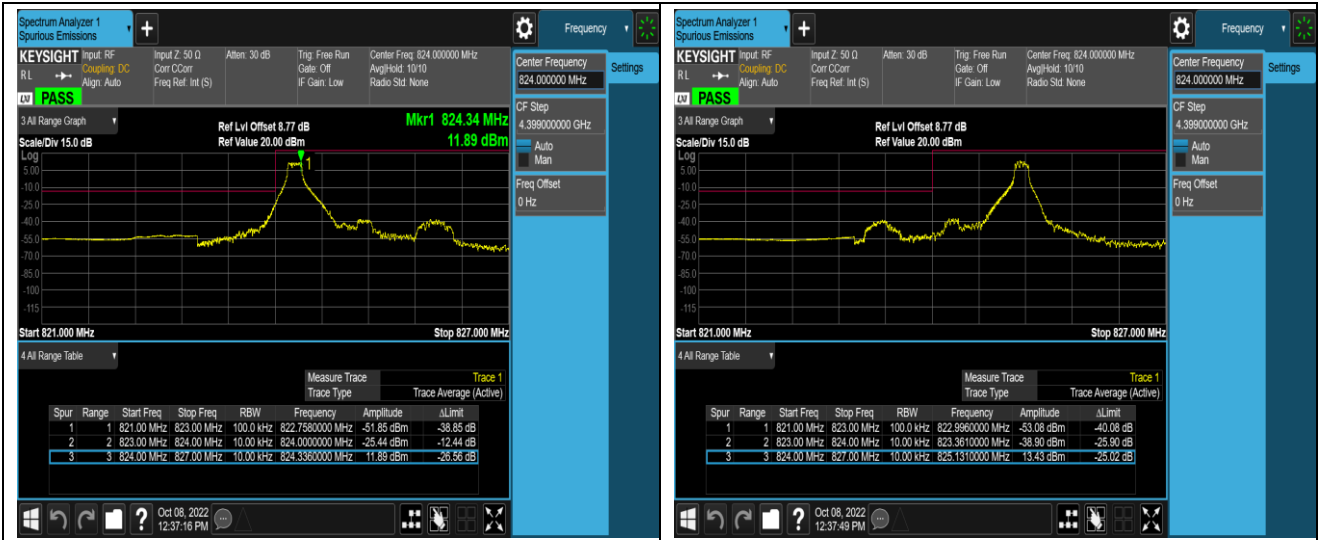 Spectrum Analyzer 1
Spurious Emissions
Frequency
KEYSIGHT Input: RF Input Z: 50 Ω Atten: 30 dB Trig: Free Run Center Freq: 824.000000 MHz
Coupling: DC Corr CCorr Gate: Off Avg|Hold: 10/10
RL Align: Auto Freq Ref: Int (S) IF Gain: Low Radio Std: None
PASS
Center Frequency
824.000000 MHz
Settings
CF Step
4.399000000 GHz
Auto
Man
Freq Offset
0 Hz
3 All Range Graph
Ref Lvl Offset 8.77 dB
Mkr1 824.34 MHz
Scale/Div 15.0 dB Ref Value 20.00 dBm 11.89 dBm
Log
5.00
-10.0
-25.0
-40.0
-55.0
-70.0
-85.0
-100
-115
1
Start 821.000 MHz Stop 827.000 MHz
4 All Range Table
Measure Trace Trace 1
Trace Type Trace Average (Active)
Spur Range Start Freq Stop Freq RBW Frequency Amplitude ΔLimit
1 1 821.00 MHz 823.00 MHz 100.0 kHz 822.7580000 MHz -51.85 dBm -38.85 dB
2 2 823.00 MHz 824.00 MHz 10.00 kHz 824.0000000 MHz -25.44 dBm -12.44 dB
3 3 824.00 MHz 827.00 MHz 10.00 kHz 824.3360000 MHz 11.89 dBm -26.56 dB
Oct 08, 2022
12:37:16 PM
Spectrum Analyzer 1
Spurious Emissions
Frequency
KEYSIGHT Input: RF Input Z: 50 Ω Atten: 30 dB Trig: Free Run Center Freq: 824.000000 MHz
Coupling: DC Corr CCorr Gate: Off Avg|Hold: 10/10
RL Align: Auto Freq Ref: Int (S) IF Gain: Low Radio Std: None
PASS
Center Frequency
824.000000 MHz
Settings
CF Step
4.399000000 GHz
Auto
Man
Freq Offset
0 Hz
3 All Range Graph
Ref Lvl Offset 8.77 dB
Scale/Div 15.0 dB Ref Value 20.00 dBm
Log
5.00
-10.0
-25.0
-40.0
-55.0
-70.0
-85.0
-100
-115
Start 821.000 MHz Stop 827.000 MHz
4 All Range Table
Measure Trace Trace 1
Trace Type Trace Average (Active)
Spur Range Start Freq Stop Freq RBW Frequency Amplitude ΔLimit
1 1 821.00 MHz 823.00 MHz 100.0 kHz 822.9960000 MHz -53.08 dBm -40.08 dB
2 2 823.00 MHz 824.00 MHz 10.00 kHz 823.3610000 MHz -38.90 dBm -25.90 dB
3 3 824.00 MHz 827.00 MHz 10.00 kHz 825.1310000 MHz 13.43 dBm -25.02 dB
Oct 08, 2022
12:37:49 PM